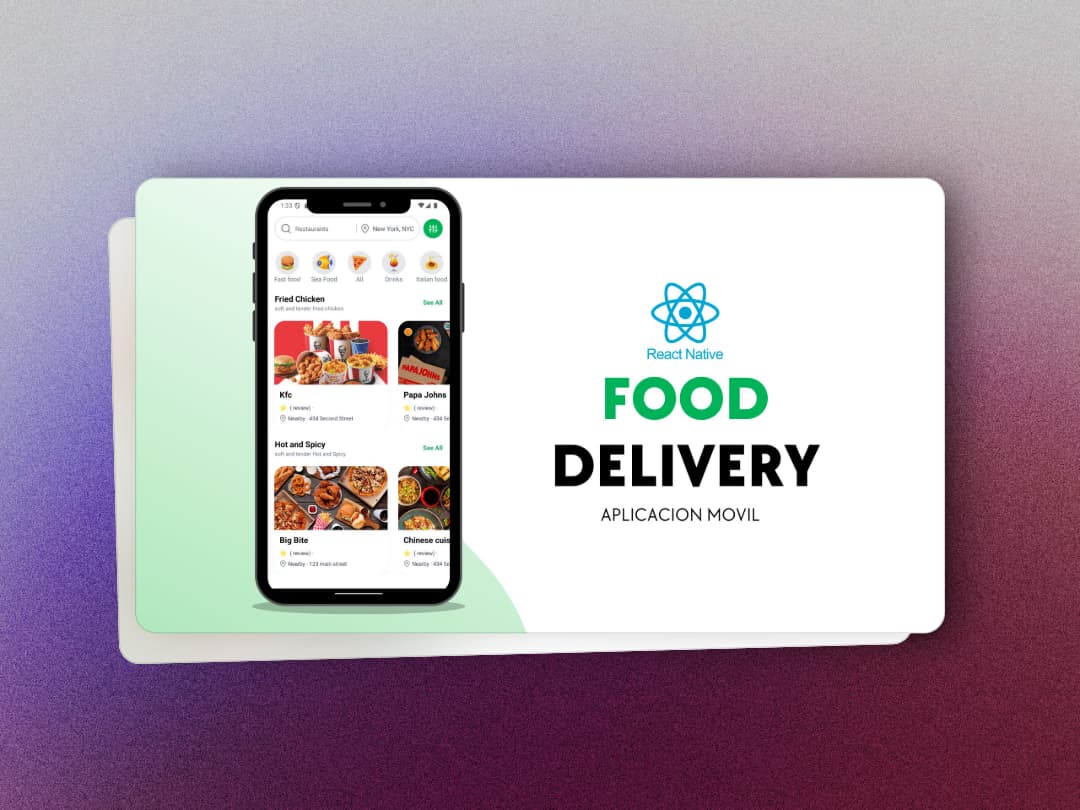 1:33
Restaurants
New York, NYC
Fast food
Sea Food
All
Drinks
Italian food
Fried Chicken
See All
soft and tender fried chicken
KFC
PAPA JOHNS
Kfc
( review) ·
Nearby · 434 Second Street
Papa Johns
( review) ·
Nearby · 434 Se
Hot and Spicy
See All
soft and tender Hot and Spicy
Big Bite
( review) ·
Nearby · 123 main street
Chinese cuis
( review) ·
Nearby · 434 Se
React Native
FOOD
DELIVERY
APLICACION MOVIL